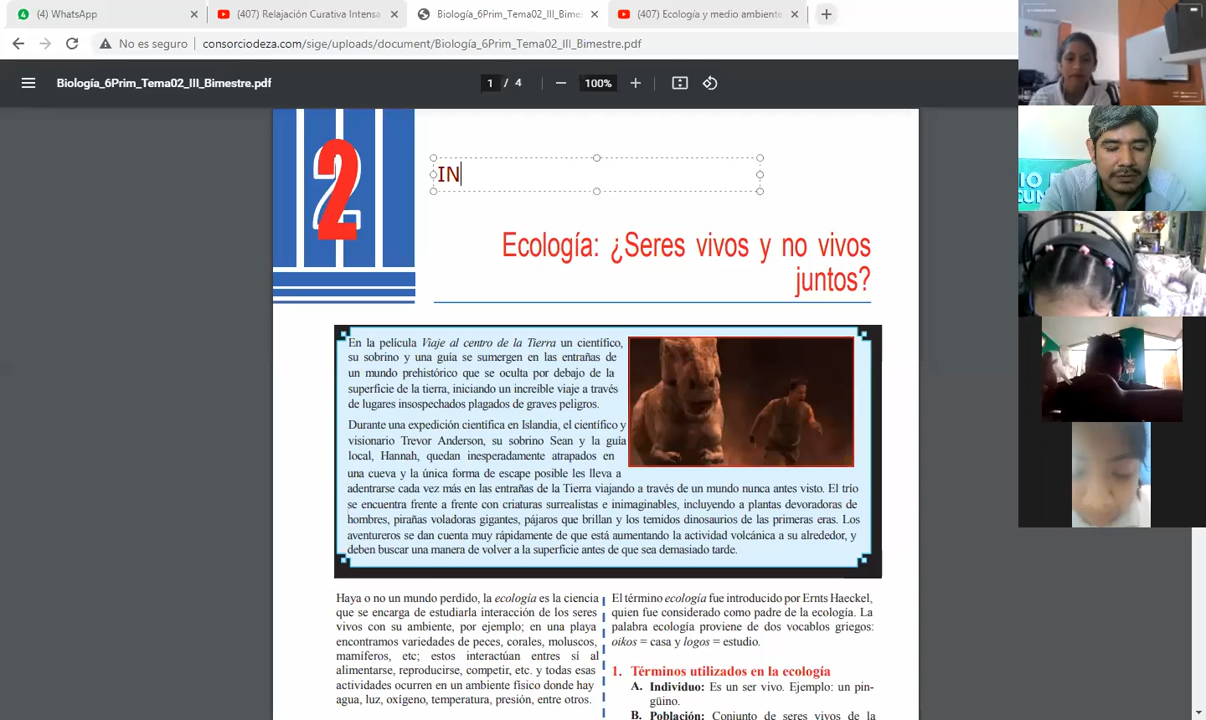 (4) WhatsApp
(407) Relajación Curativa Intensa
Biología_6Prim_Tema02_III_Bimes
(407) Ecología y medio ambiente
No es seguro
consorciodeza.com/sige/uploads/document/Biología_6Prim_Tema02_III_Bimestre.pdf
Biología_6Prim_Tema02_III_Bimestre.pdf
1 / 4
100%
2
IN
Ecología: ¿Seres vivos y no vivos
juntos?
En la película Viaje al centro de la Tierra un científico,
su sobrino y una guía se sumergen en las entrañas de
un mundo prehistórico que se oculta por debajo de la
superficie de la tierra, iniciando un increíble viaje a través
de lugares insospechados plagados de graves peligros.
Durante una expedición científica en Islandia, el científico y
visionario Trevor Anderson, su sobrino Sean y la guía
local, Hannah, quedan inesperadamente atrapados en
una cueva y la única forma de escape posible les lleva a
adentrarse cada vez más en las entrañas de la Tierra viajando a través de un mundo nunca antes visto. El trío
se encuentra frente a frente con criaturas surrealistas e inimaginables, incluyendo a plantas devoradoras de
hombres, pirañas voladoras gigantes, pájaros que brillan y los temidos dinosaurios de las primeras eras. Los
aventureros se dan cuenta muy rápidamente de que está aumentando la actividad volcánica a su alrededor, y
deben buscar una manera de volver a la superficie antes de que sea demasiado tarde.
Haya o no un mundo perdido, la ecología es la ciencia
que se encarga de estudiarla interacción de los seres
vivos con su ambiente, por ejemplo; en una playa
encontramos variedades de peces, corales, moluscos,
mamíferos, etc; estos interactúan entres sí al
alimentarse, reproducirse, competir, etc. y todas esas
actividades ocurren en un ambiente físico donde hay
agua, luz, oxígeno, temperatura, presión, entre otros.
El término ecología fue introducido por Ernts Haeckel,
quien fue considerado como padre de la ecología. La
palabra ecología proviene de dos vocablos griegos:
oikos = casa y logos = estudio.
1. Términos utilizados en la ecología
A. Individuo: Es un ser vivo. Ejemplo: un pin-
güino.
B. Población: Conjunto de seres vivos de la